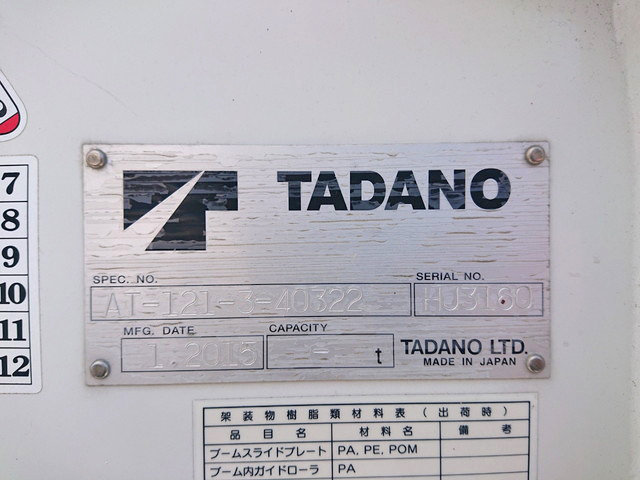 7
8
9
10
11
12
TADANO
SPEC. NO.
SERIAL NO.
AT-121-3-40322
HJ3160
MFG. DATE
CAPACITY
1.2013
- t
TADANO LTD.
MADE IN JAPAN
架装物樹脂類材料表(出荷時)
品目名 材料名 備考
ブームスライドプレート PA, PE, POM
ブーム内ガイドローラ PA